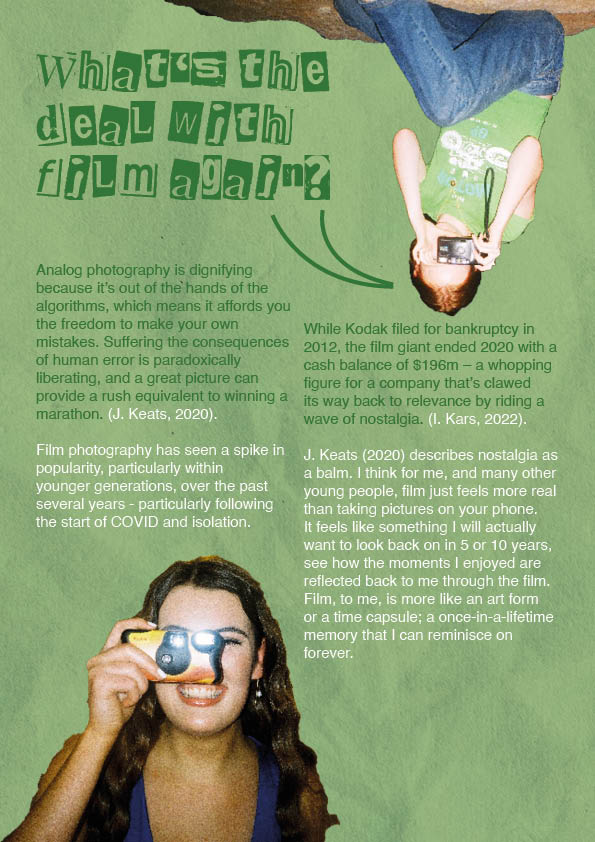 What's the
deal with
film again?
Analog photography is dignifying
because it's out of the hands of the
algorithms, which means it affords you
the freedom to make your own
mistakes. Suffering the consequences
of human error is paradoxically
liberating, and a great picture can
provide a rush equivalent to winning a
marathon. (J. Keats, 2020).
Film photography has seen a spike in
popularity, particularly within
younger generations, over the past
several years - particularly following
the start of COVID and isolation.
While Kodak filed for bankruptcy in
2012, the film giant ended 2020 with a
cash balance of $196m – a whopping
figure for a company that's clawed
its way back to relevance by riding a
wave of nostalgia. (I. Kars, 2022).
J. Keats (2020) describes nostalgia as
a balm. I think for me, and many other
young people, film just feels more real
than taking pictures on your phone.
It feels like something I will actually
want to look back on in 5 or 10 years,
see how the moments I enjoyed are
reflected back to me through the film.
Film, to me, is more like an art form
or a time capsule; a once-in-a-lifetime
memory that I can reminisce on
forever.